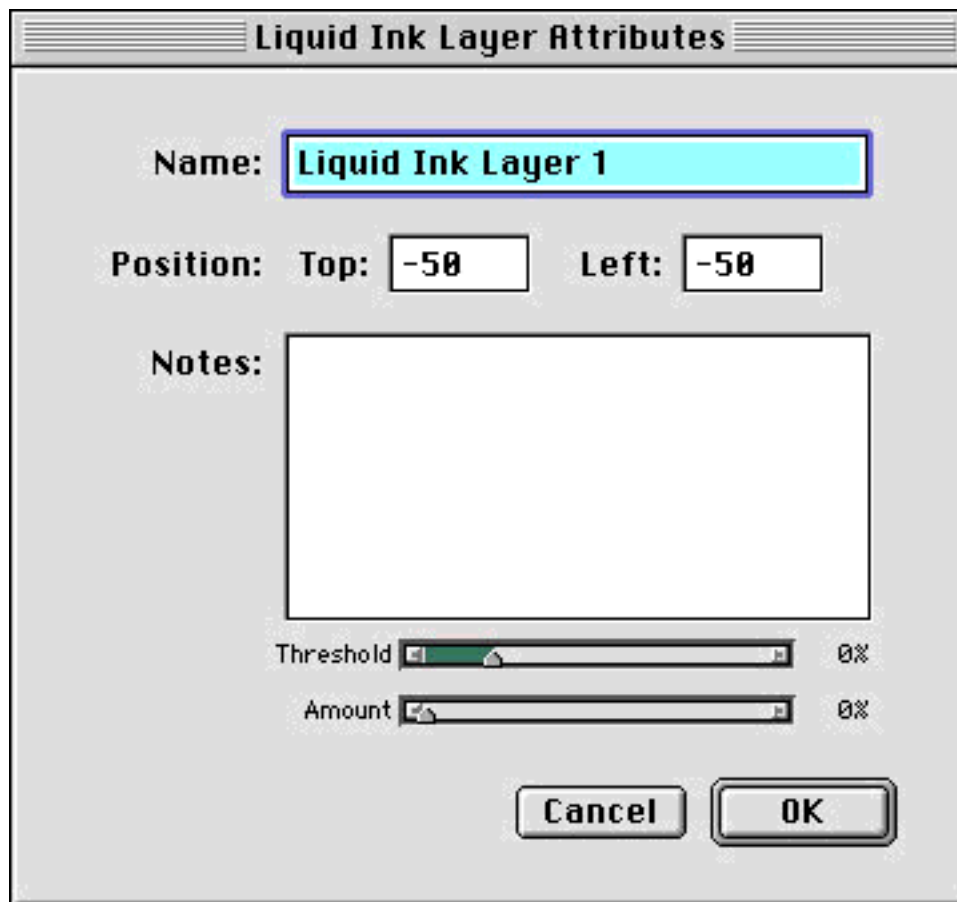 Liquid Ink Layer Attributes
Name: Liquid Ink Layer 1
Position: Top: -50 Left: -50
Notes:
Threshold 0%
Amount 0%
Cancel OK